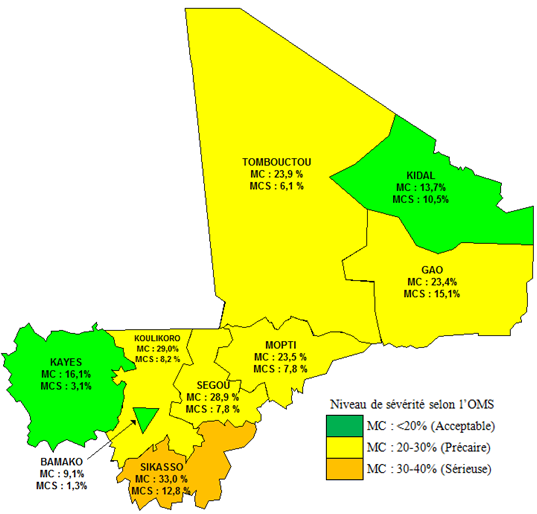 TOMBOUCTOU
MC : 23,9 %
MCS : 6,1 %
KIDAL
MC : 13,7%
MCS : 10,5%
GAO
MC : 23,4%
MCS : 15,1%
KOULIKORO
MC : 29,0%
MCS : 8,2 %
MOPTI
MC : 23,5 %
MCS : 7,8 %
KAYES
MC : 16,1%
MCS : 3,1%
SEGOU
MC : 28,9 %
MCS : 7,8 %
BAMAKO
MC : 9,1%
MCS : 1,3%
SIKASSO
MC : 33,0 %
MCS : 12,8 %
Niveau de sévérité selon l'OMS
MC : <20% (Acceptable)
MC : 20-30% (Précaire)
MC : 30-40% (Sérieuse)